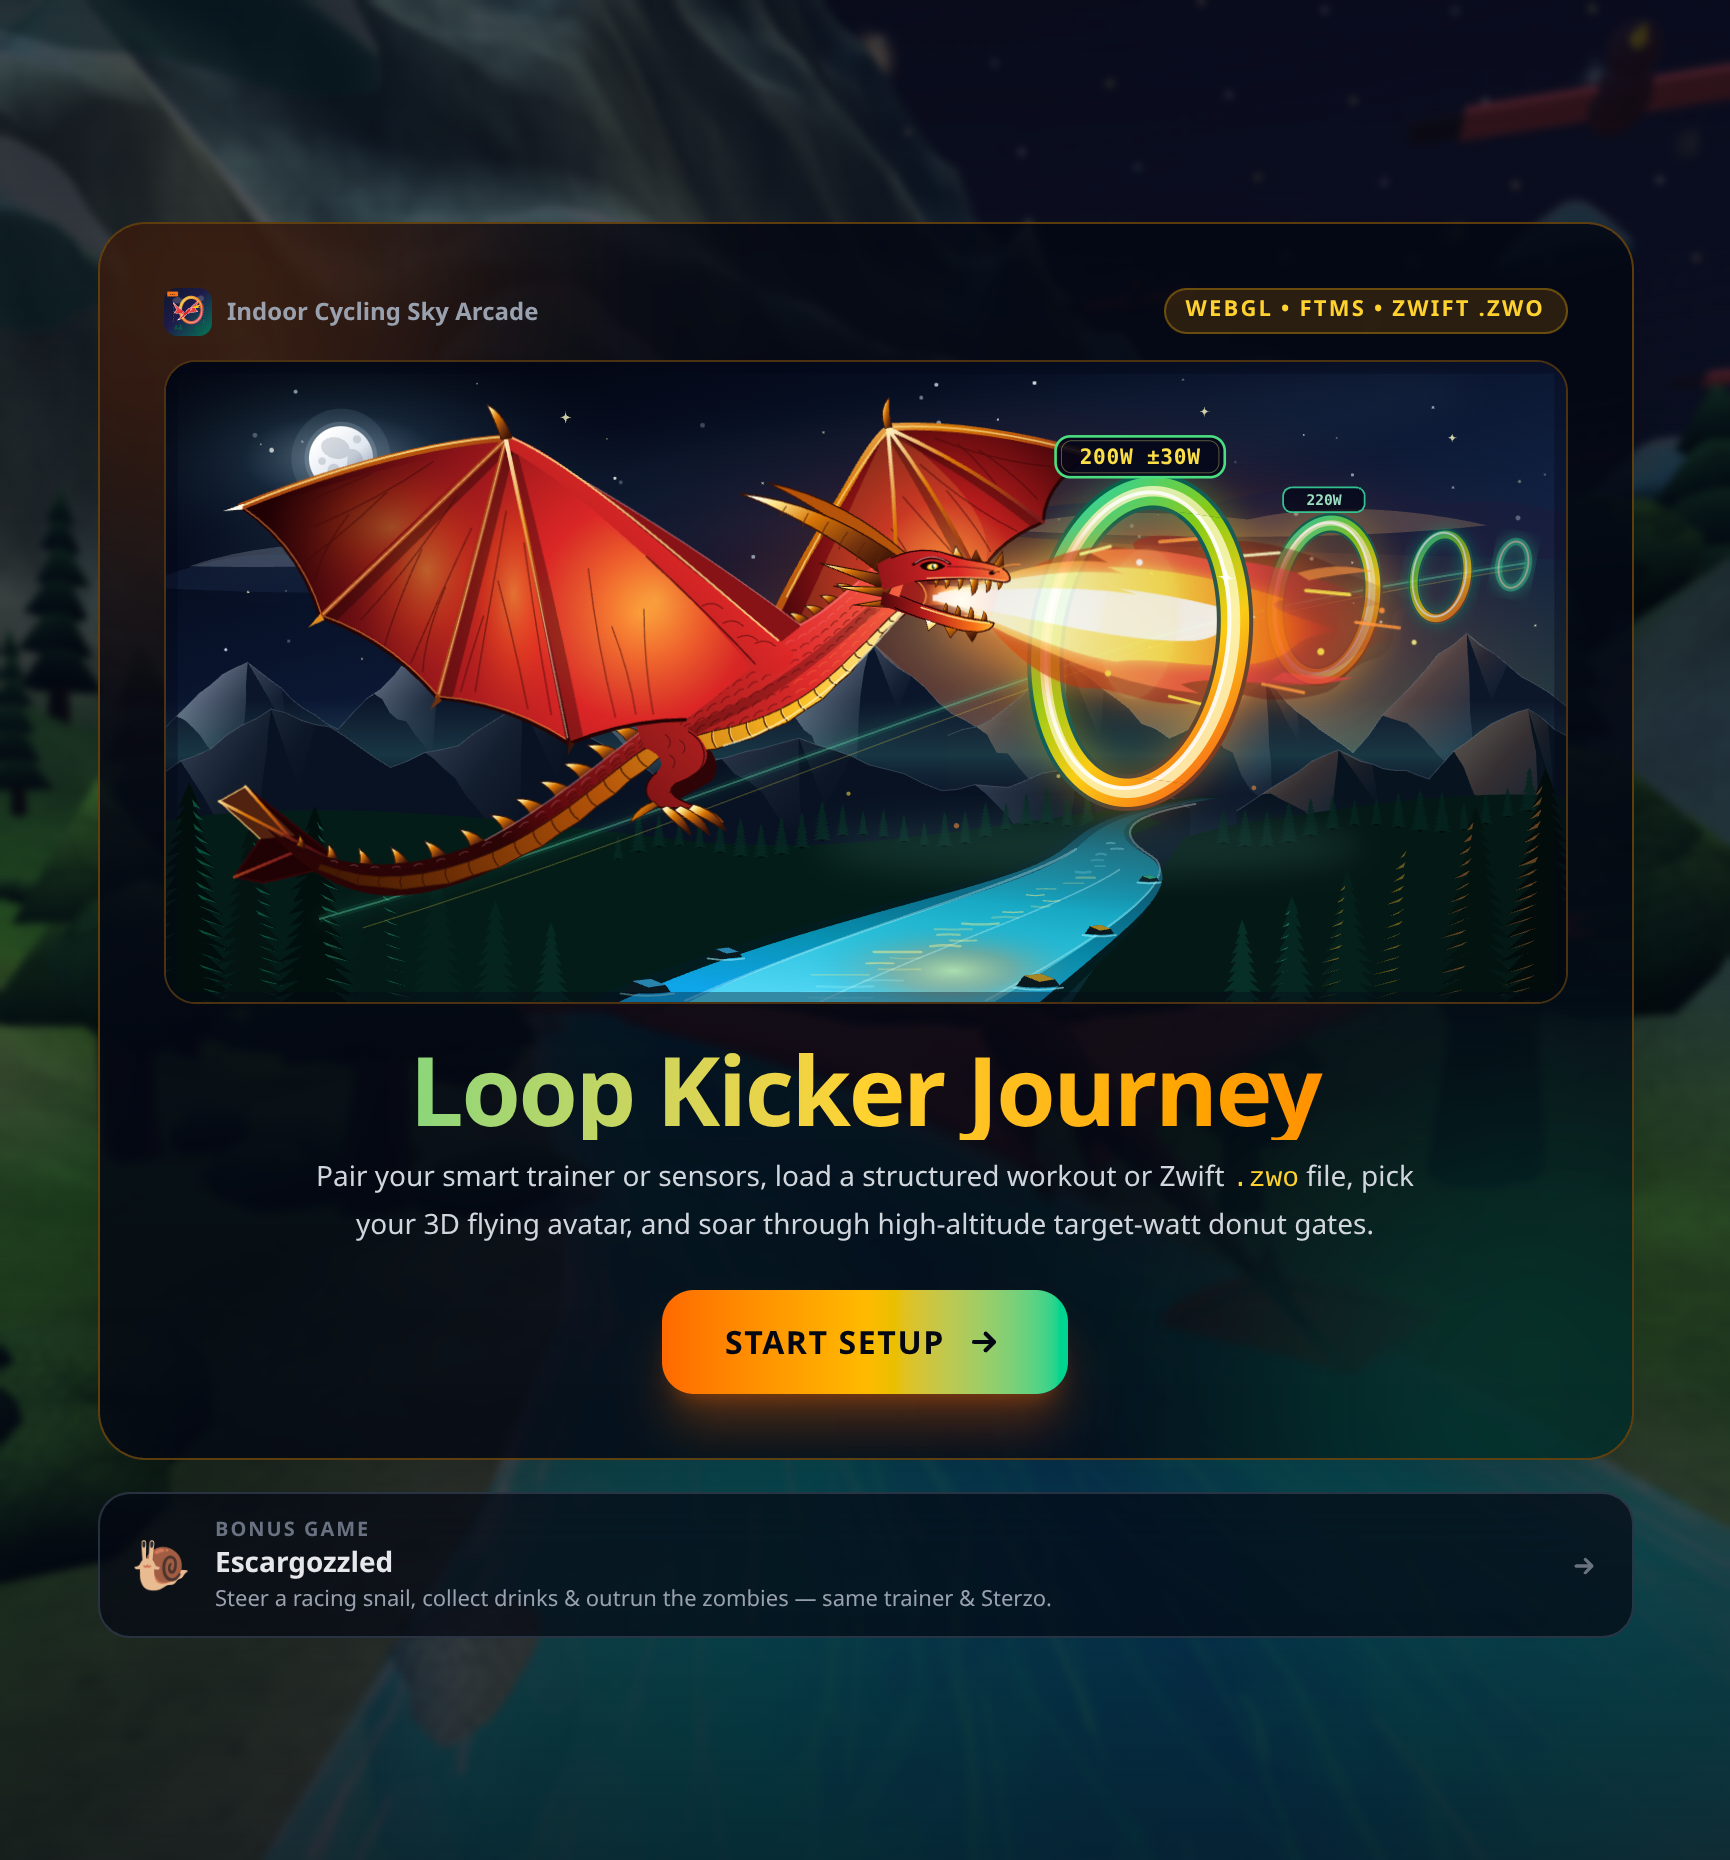 Indoor Cycling Sky Arcade
WEBGL • FTMS • ZWIFT .ZWO
200W ±30W
220W
Loop Kicker Journey
Pair your smart trainer or sensors, load a structured workout or Zwift .zwo file, pick
your 3D flying avatar, and soar through high-altitude target-watt donut gates.
START SETUP →
BONUS GAME
Escargozzled
Steer a racing snail, collect drinks & outrun the zombies — same trainer & Sterzo.